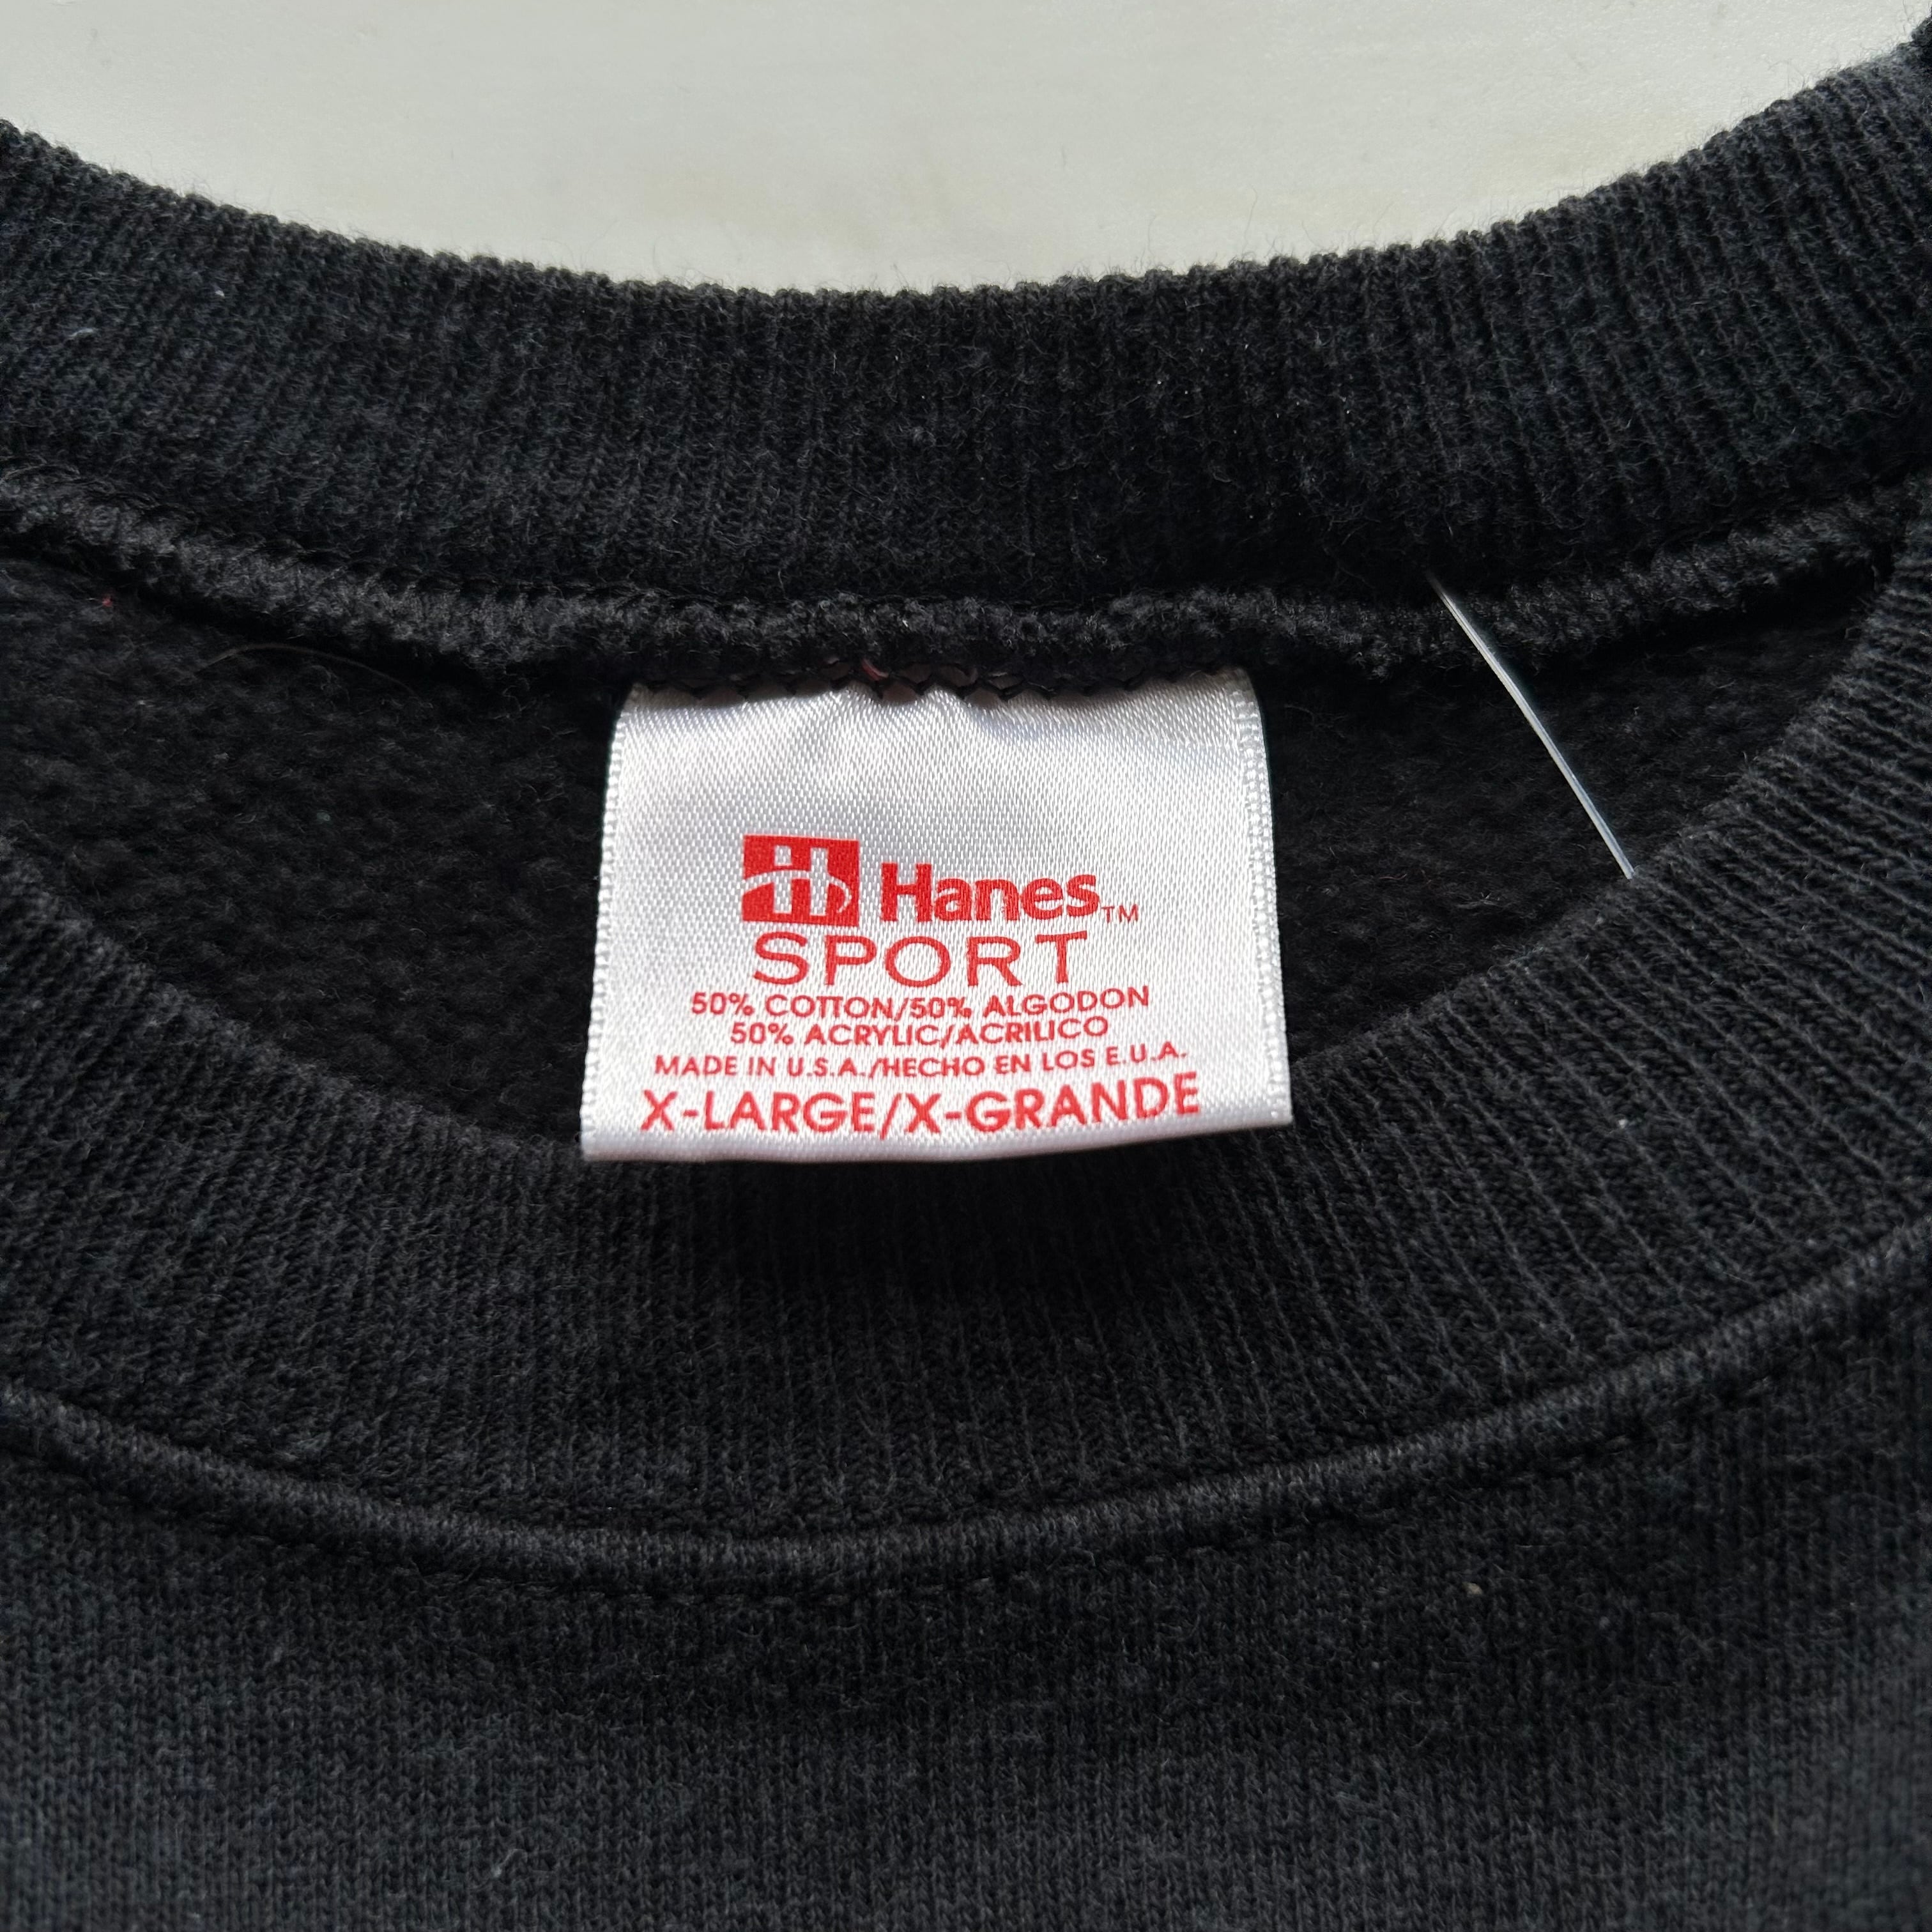 H Hanes™
SPORT
50% COTTON/50% ALGODON
50% ACRYLIC/ACRILICO
MADE IN U.S.A./HECHO EN LOS E.U.A.
X-LARGE/X-GRANDE